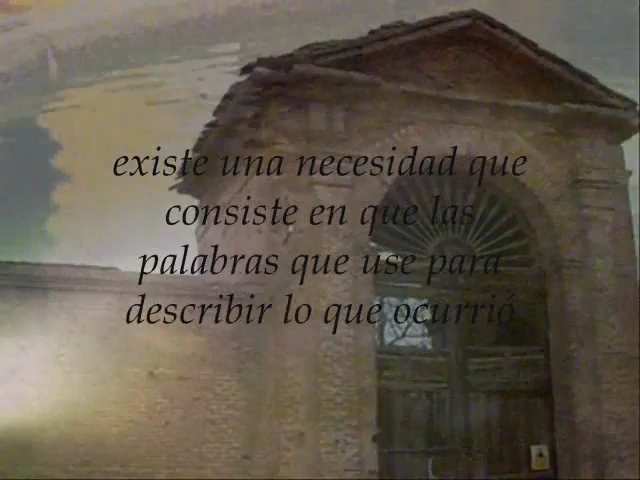 existe una necesidad que
consiste en que las
palabras que use para
describir lo que ocurrió